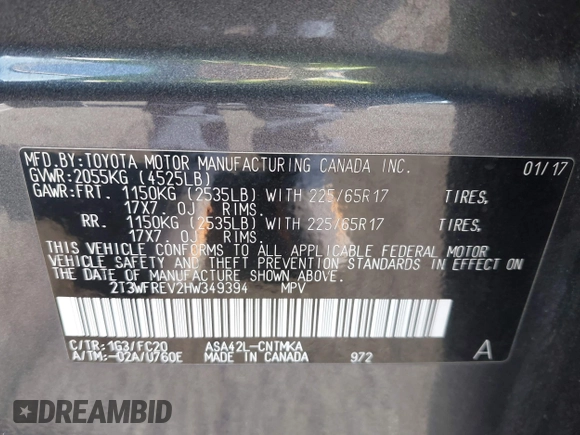 MFD.BY:TOYOTA MOTOR MANUFACTURING CANADA INC. 01/17
GVWR:2055KG (4525LB)
GAWR:FRT. 1150KG (2535LB) WITH 225/65R17 TIRES,
17X7 OJ RIMS.
RR. 1150KG (2535LB) WITH 225/65R17 TIRES,
17X7 OJ RIMS.
THIS VEHICLE CONFORMS TO ALL APPLICABLE FEDERAL MOTOR
VEHICLE SAFETY AND THEFT PREVENTION STANDARDS IN EFFECT
ON THE DATE OF MANUFACTURE SHOWN ABOVE.
2T3WFREV2HW349394 MPV
C/TR:1G3/FC20 ASA42L-CNTMKA A
A/TM:-02A/U760E MADE IN CANADA 972
DREAMBID